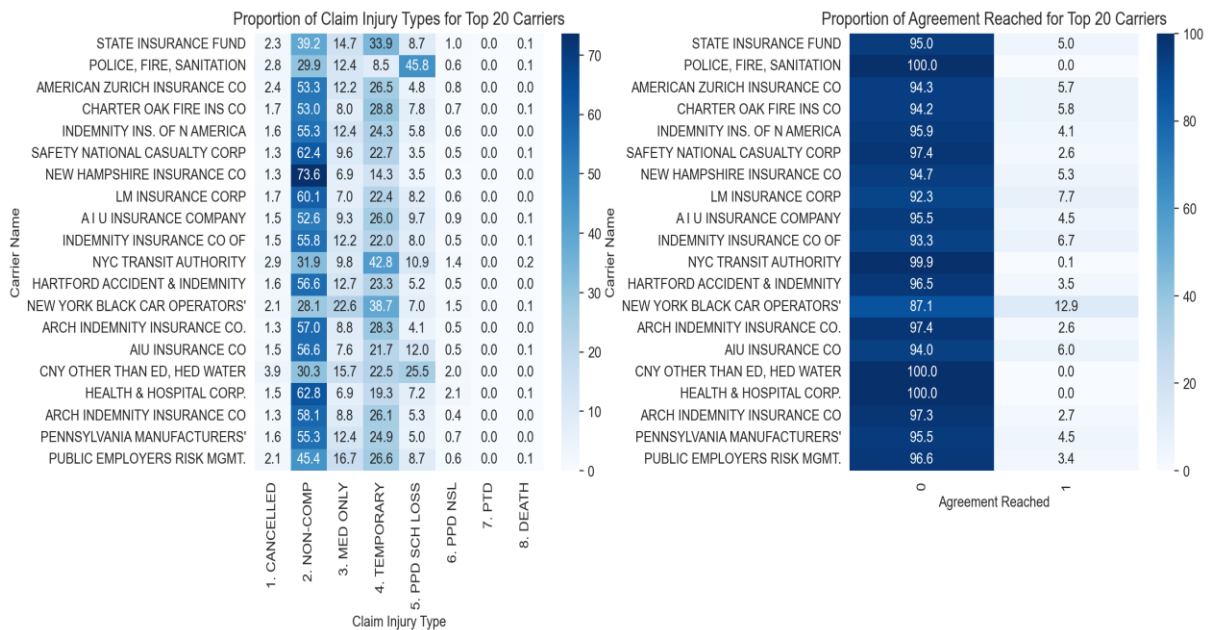 Proportion of Claim Injury Types for Top 20 Carriers
Carrier Name
STATE INSURANCE FUND 2.3 39.2 14.7 33.9 8.7 1.0 0.0 0.1
POLICE, FIRE, SANITATION 2.8 29.9 12.4 8.5 45.8 0.6 0.0 0.1
AMERICAN ZURICH INSURANCE CO 2.4 53.3 12.2 26.5 4.8 0.8 0.0 0.1
CHARTER OAK FIRE INS CO 1.7 53.0 8.0 28.8 7.8 0.7 0.0 0.1
INDEMNITY INS. OF N AMERICA 1.6 55.3 12.4 24.3 5.8 0.6 0.0 0.0
SAFETY NATIONAL CASUALTY CORP 1.3 62.4 9.6 22.7 3.5 0.5 0.0 0.1
NEW HAMPSHIRE INSURANCE CO 1.3 73.6 6.9 14.3 3.5 0.3 0.0 0.0
LM INSURANCE CORP 1.7 60.1 7.0 22.4 8.2 0.6 0.0 0.0
A I U INSURANCE COMPANY 1.5 52.6 9.3 26.0 9.7 0.9 0.0 0.1
INDEMNITY INSURANCE CO OF 1.5 55.8 12.2 22.0 8.0 0.5 0.0 0.1
NYC TRANSIT AUTHORITY 2.9 31.9 9.8 42.8 10.9 1.4 0.0 0.2
HARTFORD ACCIDENT & INDEMNITY 1.6 56.6 12.7 23.3 5.2 0.5 0.0 0.0
NEW YORK BLACK CAR OPERATORS' 2.1 28.1 22.6 38.7 7.0 1.5 0.0 0.1
ARCH INDEMNITY INSURANCE CO. 1.3 57.0 8.8 28.3 4.1 0.5 0.0 0.0
AIU INSURANCE CO 1.5 56.6 7.6 21.7 12.0 0.5 0.0 0.1
CNY OTHER THAN ED, HED WATER 3.9 30.3 15.7 22.5 25.5 2.0 0.0 0.0
HEALTH & HOSPITAL CORP. 1.5 62.8 6.9 19.3 7.2 2.1 0.0 0.1
ARCH INDEMNITY INSURANCE CO 1.3 58.1 8.8 26.1 5.3 0.4 0.0 0.0
PENNSYLVANIA MANUFACTURERS' 1.6 55.3 12.4 24.9 5.0 0.7 0.0 0.0
PUBLIC EMPLOYERS RISK MGMT. 2.1 45.4 16.7 26.6 8.7 0.6 0.0 0.1
1. CANCELLED
2. NON-COMP
3. MED ONLY
4. TEMPORARY
5. PPD SCH LOSS
6. PPD NSL
7. PTD
8. DEATH
Claim Injury Type
70
60
50
40
30
20
10
0
Proportion of Agreement Reached for Top 20 Carriers
Carrier Name
STATE INSURANCE FUND 95.0 5.0
POLICE, FIRE, SANITATION 100.0 0.0
AMERICAN ZURICH INSURANCE CO 94.3 5.7
CHARTER OAK FIRE INS CO 94.2 5.8
INDEMNITY INS. OF N AMERICA 95.9 4.1
SAFETY NATIONAL CASUALTY CORP 97.4 2.6
NEW HAMPSHIRE INSURANCE CO 94.7 5.3
LM INSURANCE CORP 92.3 7.7
A I U INSURANCE COMPANY 95.5 4.5
INDEMNITY INSURANCE CO OF 93.3 6.7
NYC TRANSIT AUTHORITY 99.9 0.1
HARTFORD ACCIDENT & INDEMNITY 96.5 3.5
NEW YORK BLACK CAR OPERATORS' 87.1 12.9
ARCH INDEMNITY INSURANCE CO. 97.4 2.6
AIU INSURANCE CO 94.0 6.0
CNY OTHER THAN ED, HED WATER 100.0 0.0
HEALTH & HOSPITAL CORP. 100.0 0.0
ARCH INDEMNITY INSURANCE CO 97.3 2.7
PENNSYLVANIA MANUFACTURERS' 95.5 4.5
PUBLIC EMPLOYERS RISK MGMT. 96.6 3.4
0
1
Agreement Reached
100
80
60
40
20
0